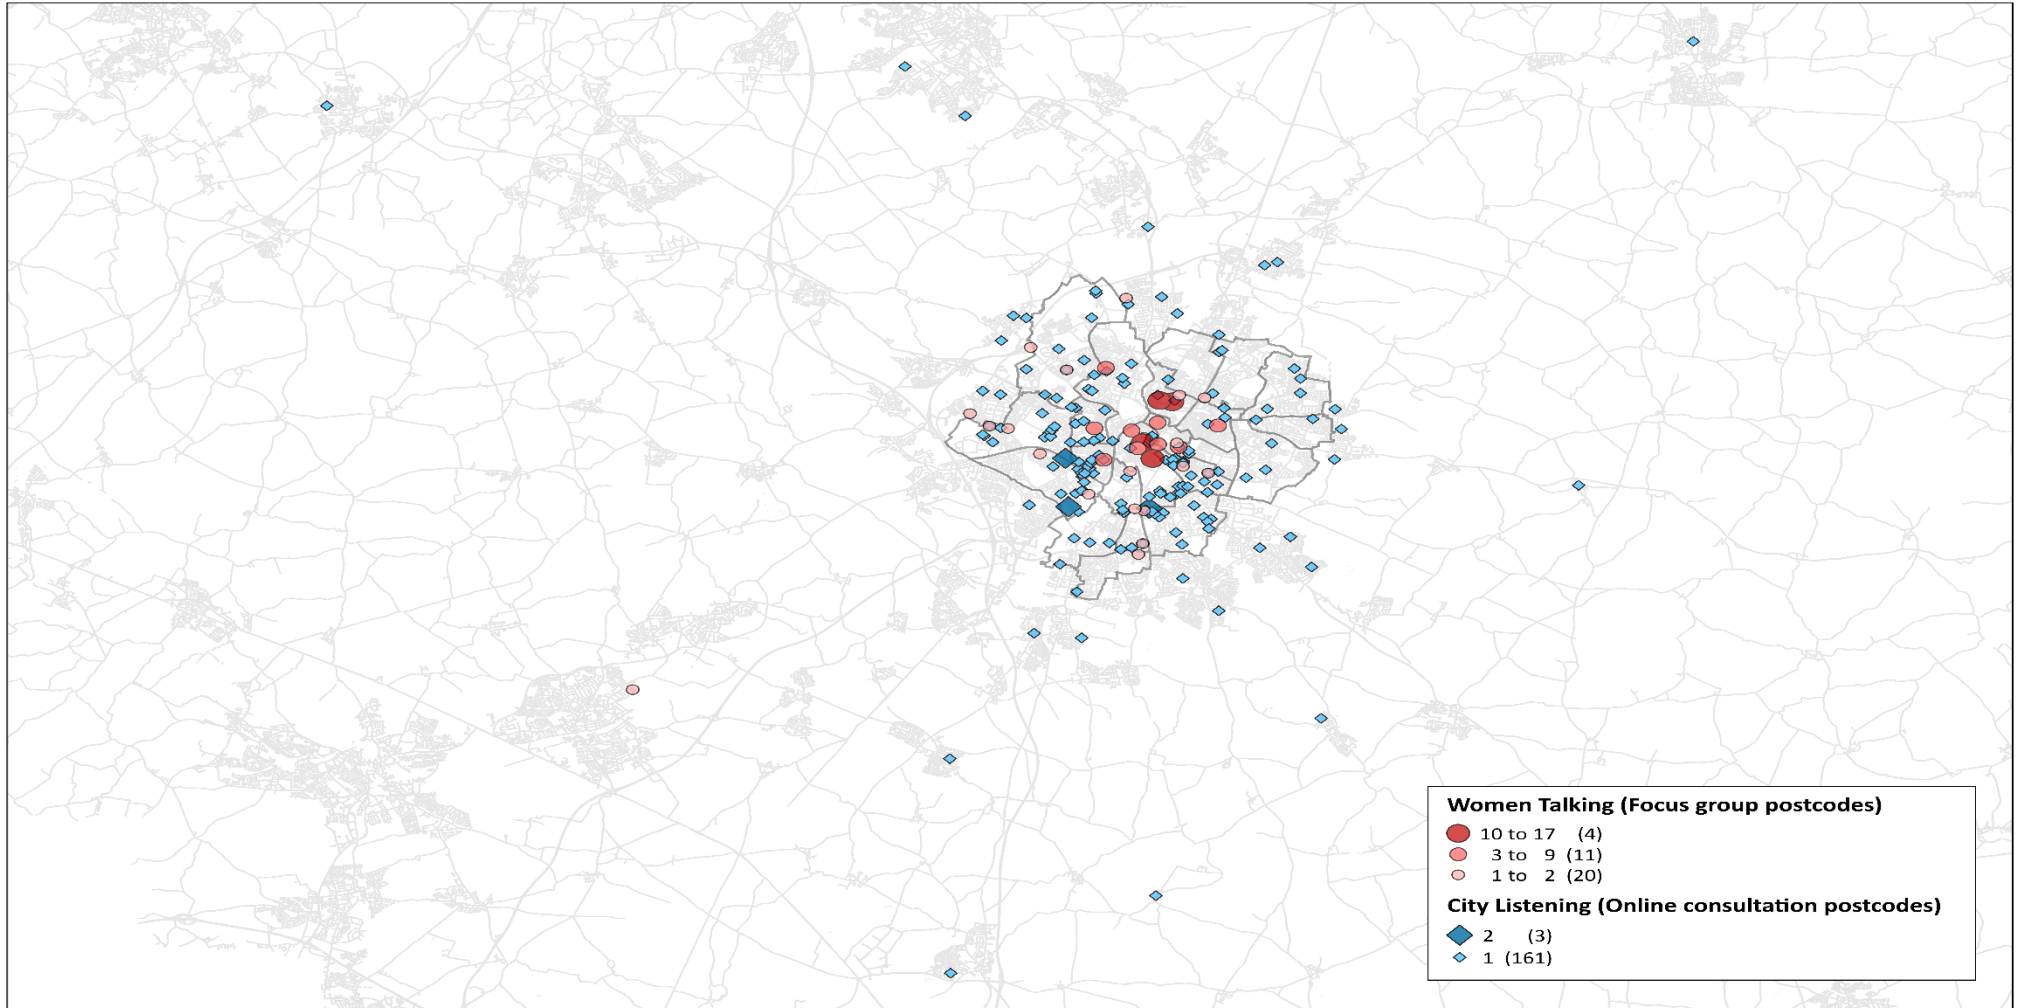 Women Talking (Focus group postcodes)
10 to 17 (4)
3 to 9 (11)
1 to 2 (20)
City Listening (Online consultation postcodes)
2 (3)
1 (161)